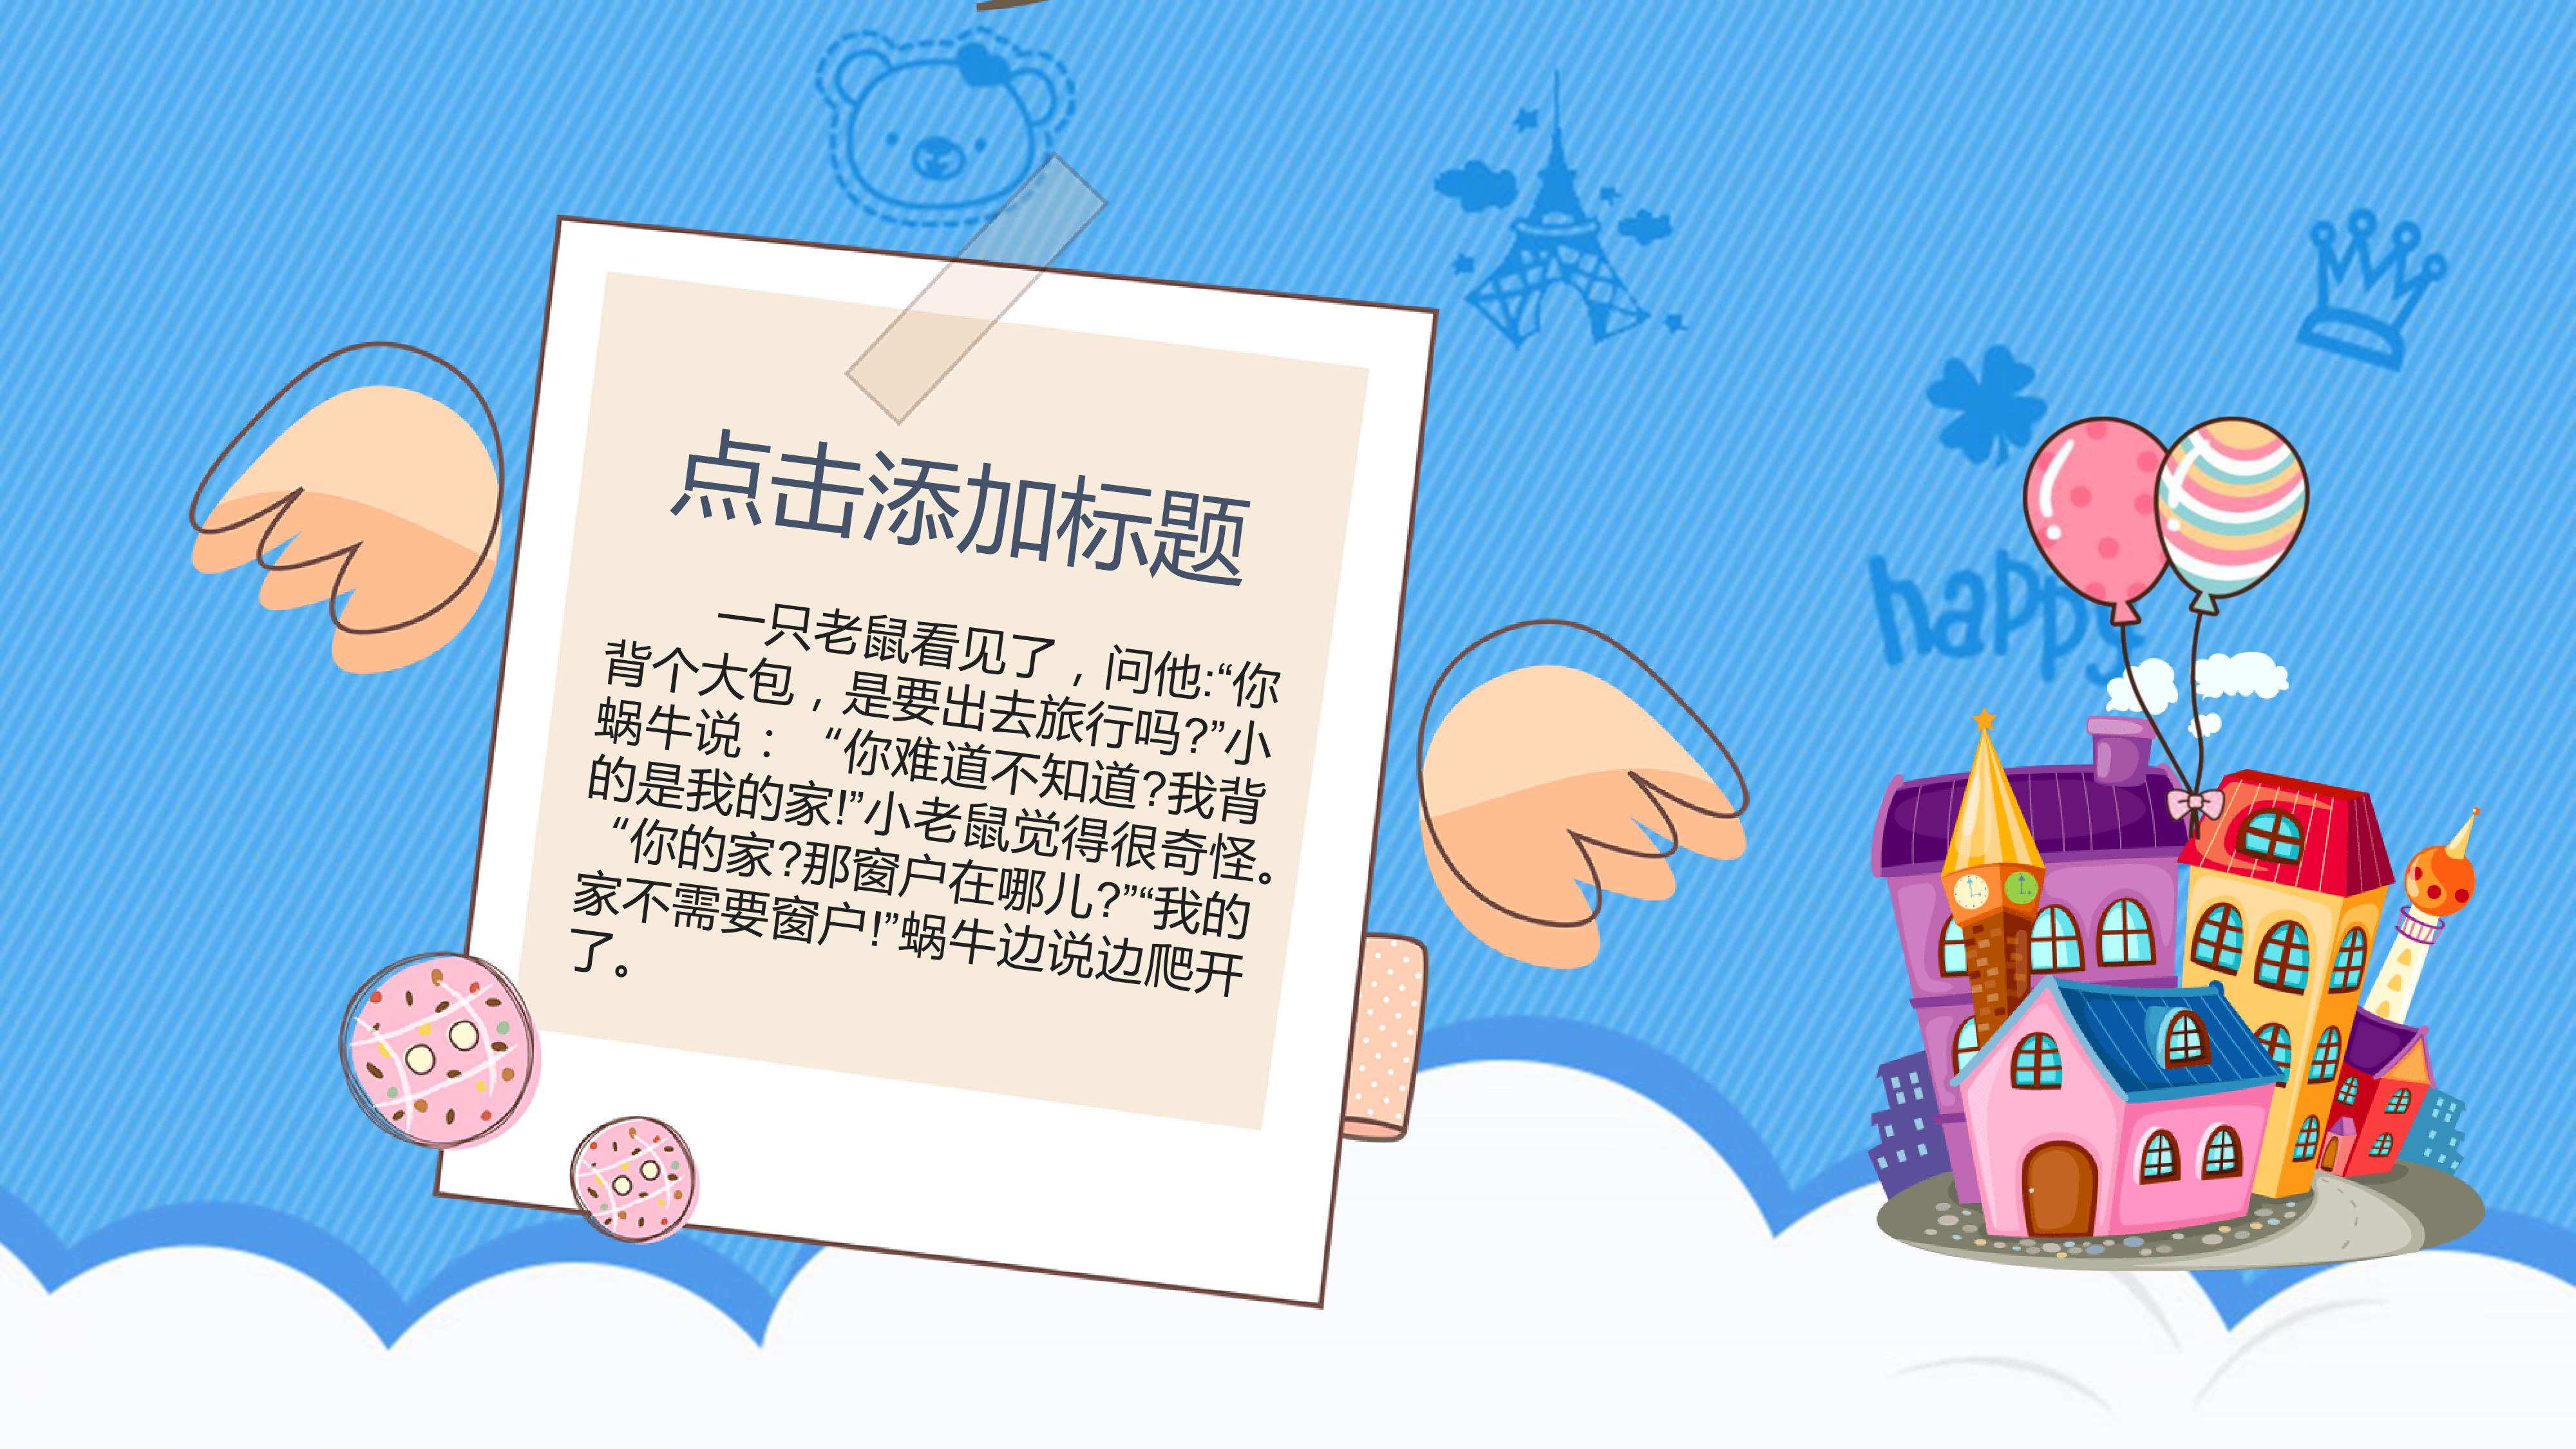 点击添加标题
一只老鼠看见了，问他:“你
背个大包，是要出去旅行吗?”小
蜗牛说：“你难道不知道?我背
的是我的家!”小老鼠觉得很奇怪。
“你的家?那窗户在哪儿?”“我的
家不需要窗户!”蜗牛边说边爬开
了。
happy